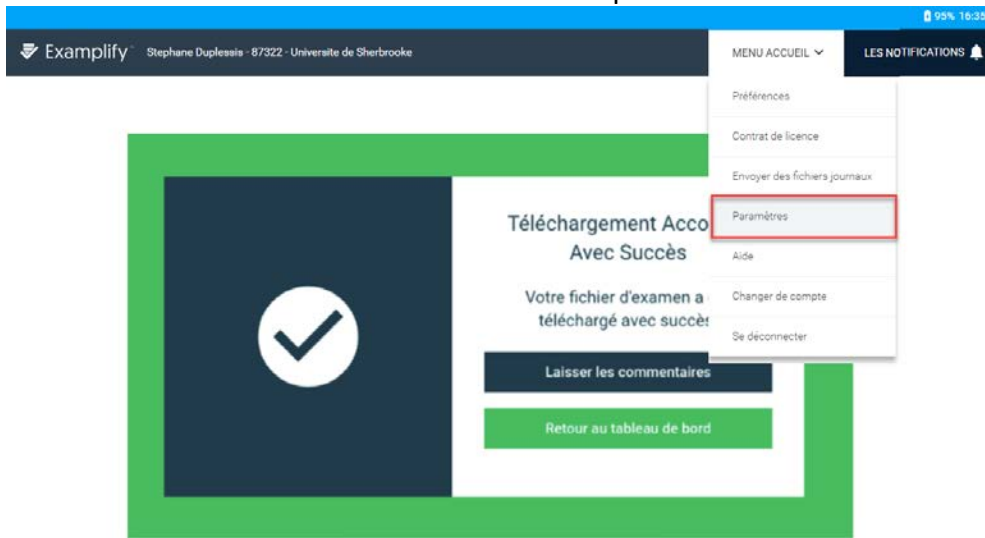 95% 16:35
Examplify Stephane Duplessis - 87322 - Universite de Sherbrooke MENU ACCUEIL LES NOTIFICATIONS
Préférences
Contrat de licence
Envoyer des fichiers journaux
Paramètres
Aide
Changer de compte
Se déconnecter
Téléchargement Acco
Avec Succès
Votre fichier d'examen a
téléchargé avec succès
Laisser les commentaires
Retour au tableau de bord